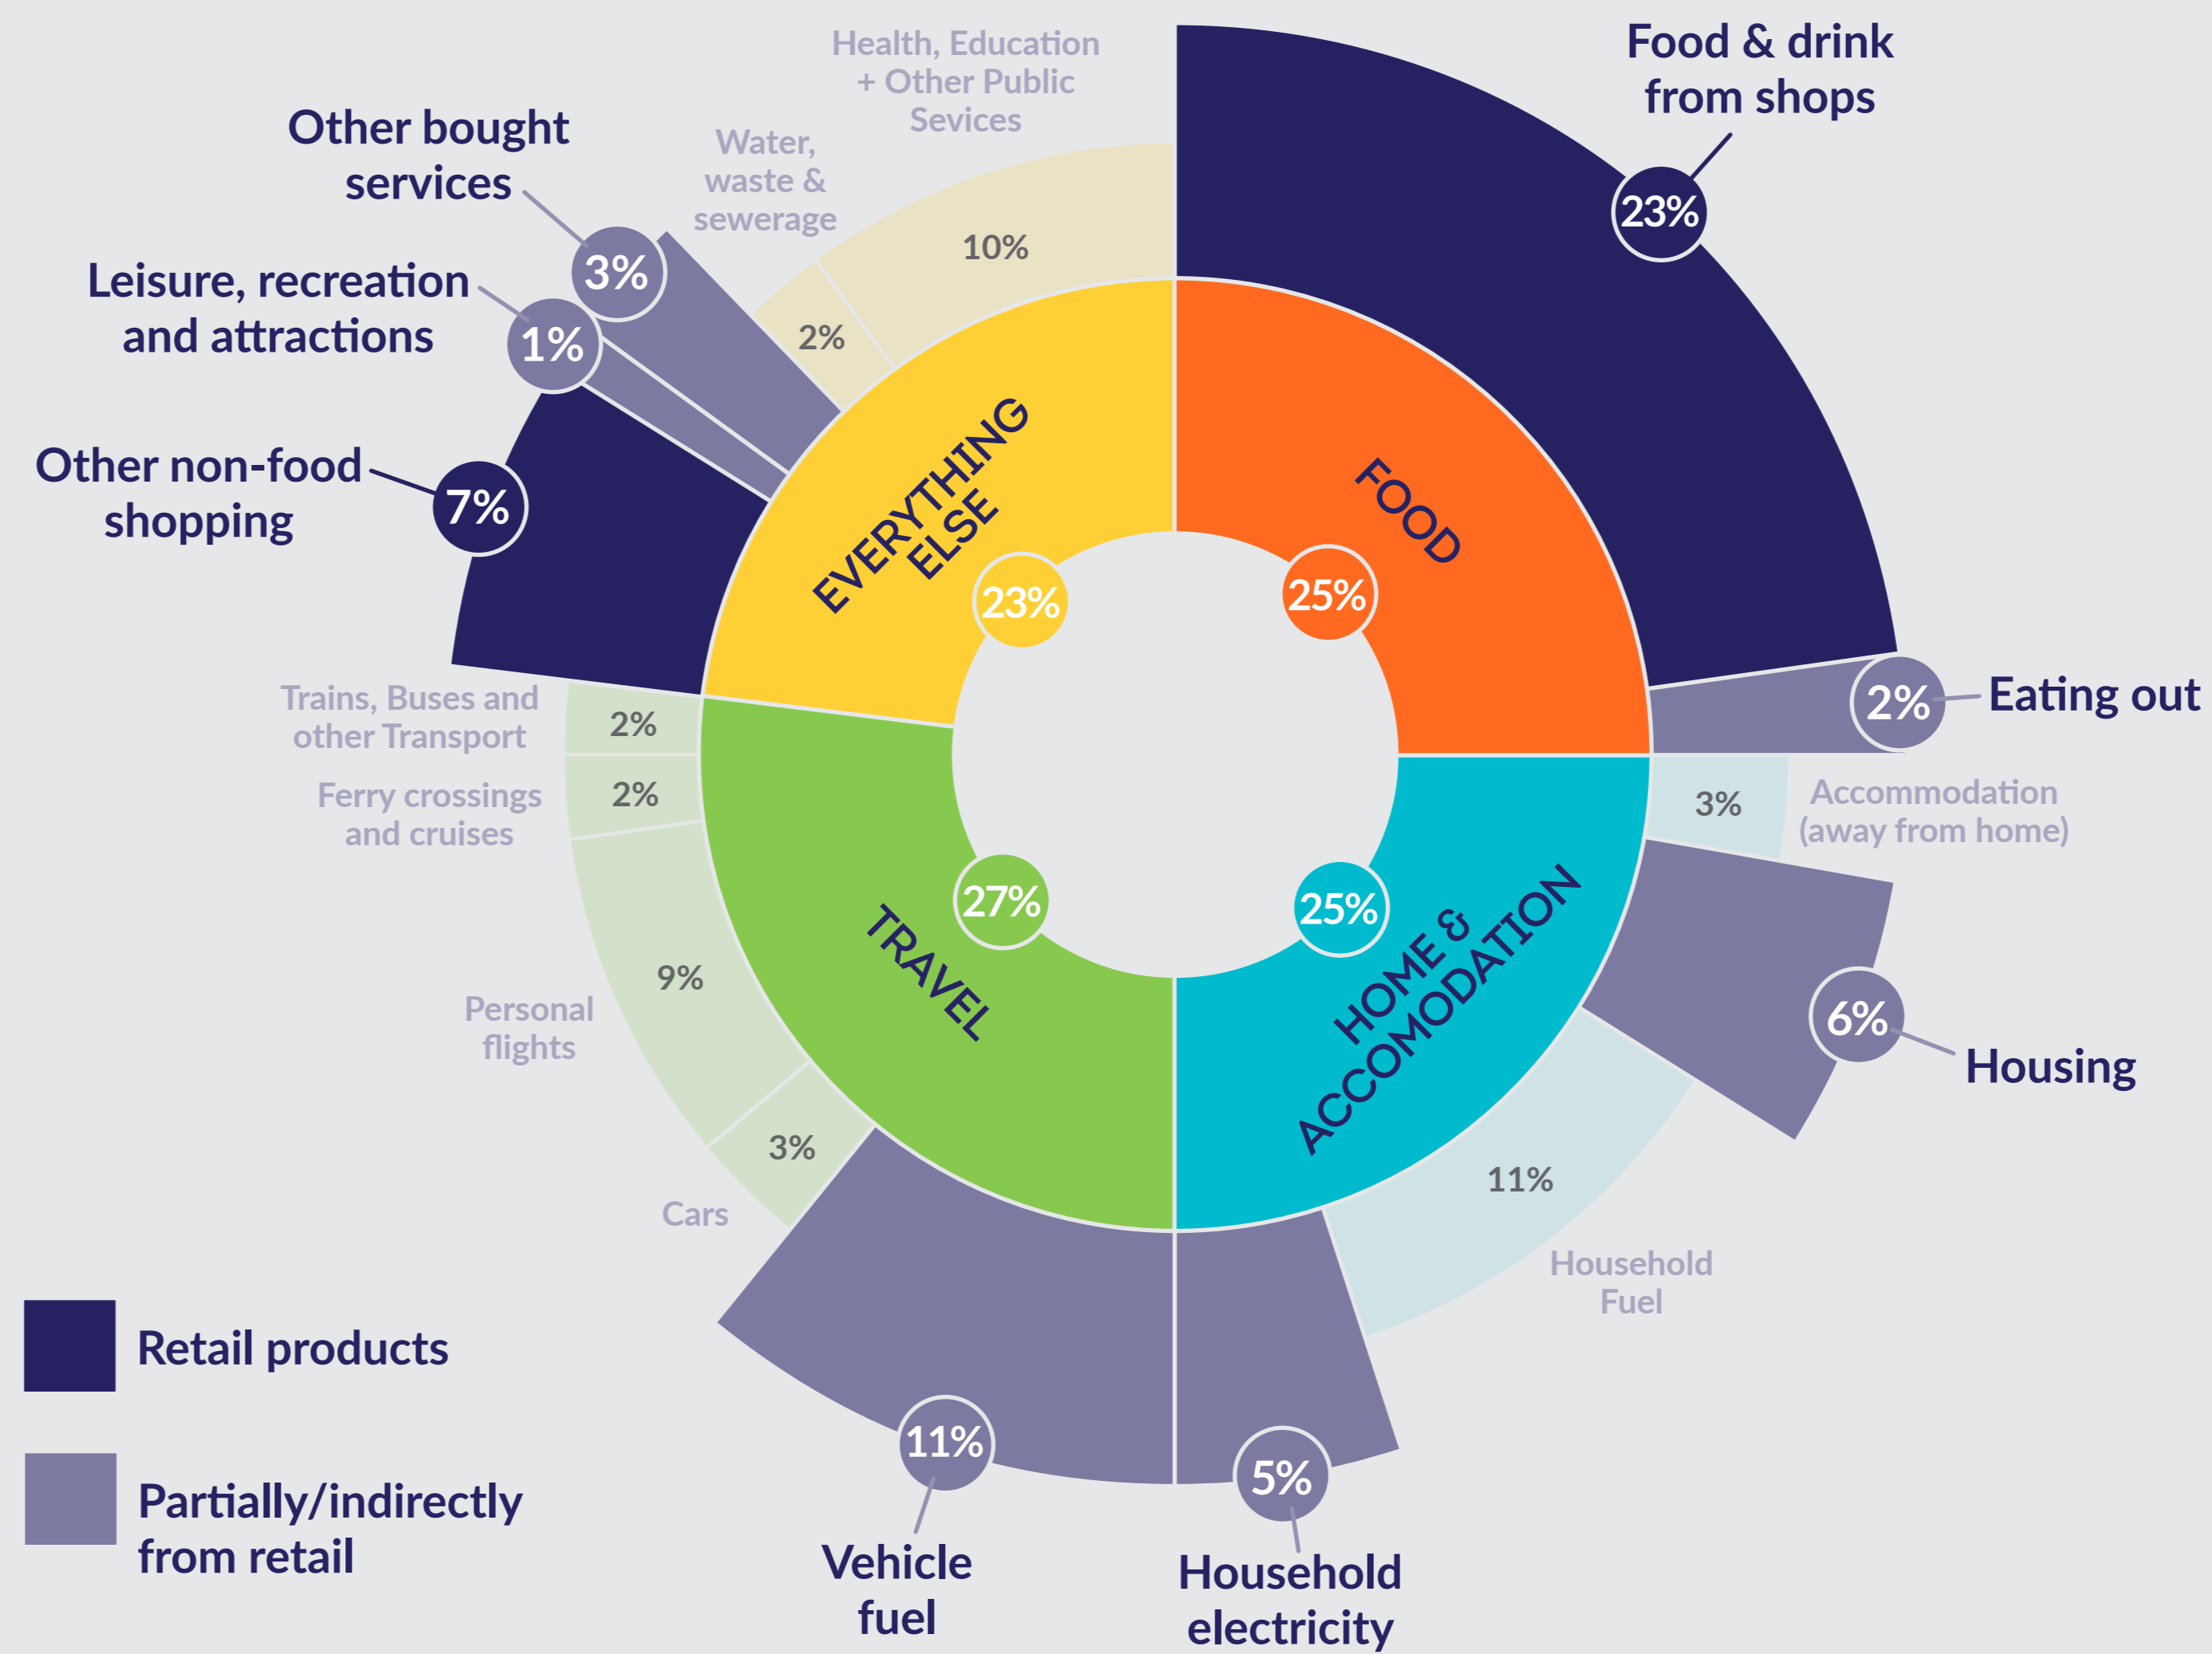 Health, Education
+ Other Public
Sevices
10%
Water,
waste &
sewerage
2%
Other bought
services
3%
Leisure, recreation
and attractions
1%
Other non-food
shopping
7%
Food & drink
from shops
23%
Eating out
2%
EVERYTHING
ELSE
23%
FOOD
25%
TRAVEL
27%
HOME &
ACCOMODATION
25%
Trains, Buses and
other Transport
2%
Ferry crossings
and cruises
2%
Personal
flights
9%
Cars
3%
Vehicle
fuel
11%
Household
electricity
5%
Household
Fuel
11%
Housing
6%
Accommodation
(away from home)
3%
Retail products
Partially/indirectly
from retail